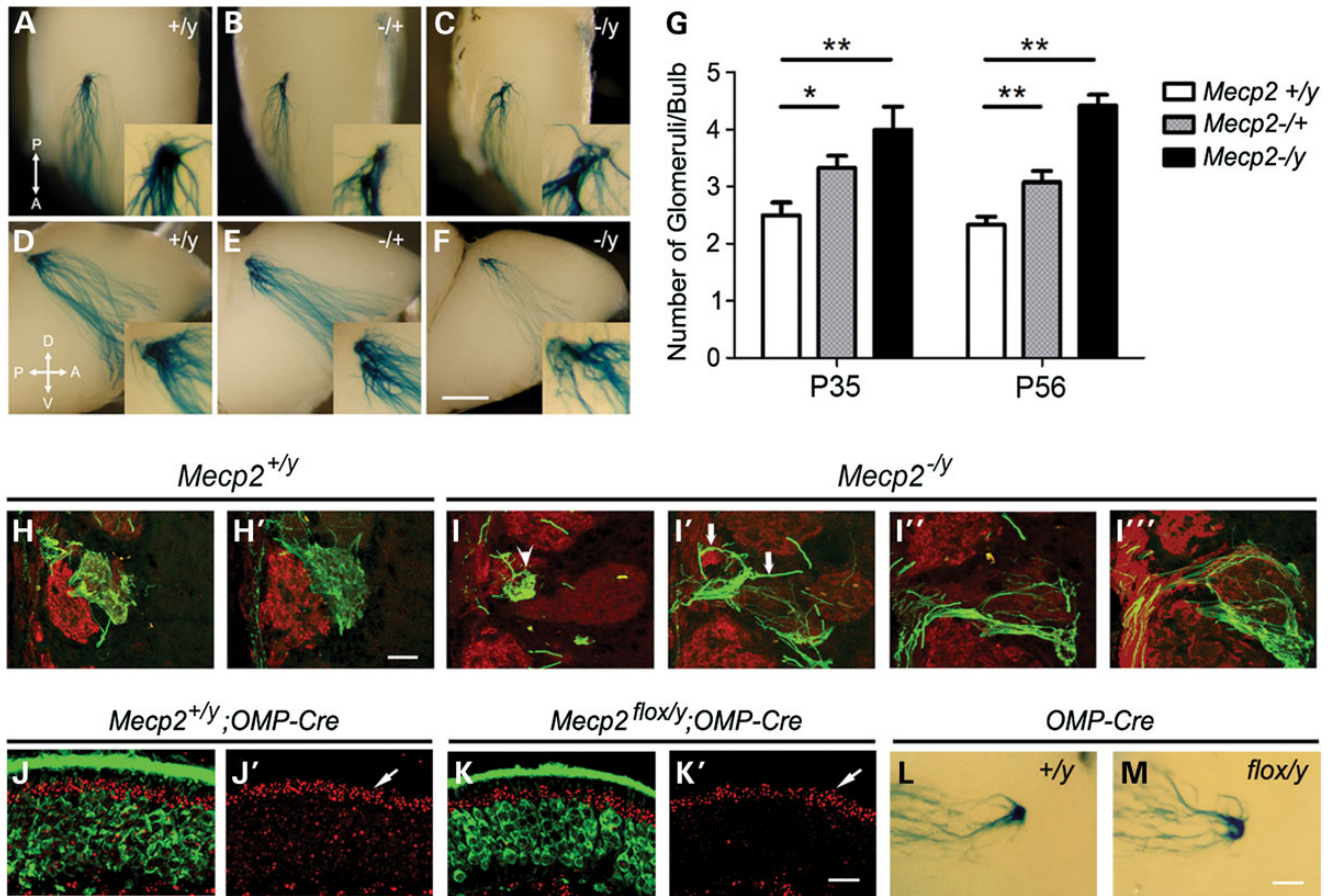 A +/y
B -/+
C -/y
P
A
D +/y
E -/+
F -/y
D
P A
V
G
** **
* **
Number of Glomeruli/Bulb
5
4
3
2
1
0
P35 P56
Mecp2 +/y
Mecp2-/+
Mecp2-/y
Mecp2+/y
Mecp2-/y
H H′ I I′ I′′ I′′′
Mecp2+/y;OMP-Cre
Mecp2flox/y;OMP-Cre
OMP-Cre
J J′ K K′ L +/y M flox/y